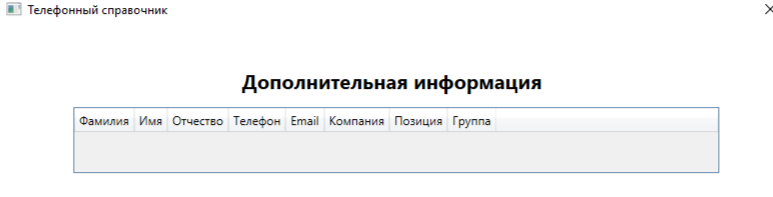 Телефонный справочник
Дополнительная информация
Фамилия Имя Отчество Телефон Email Компания Позиция Группа